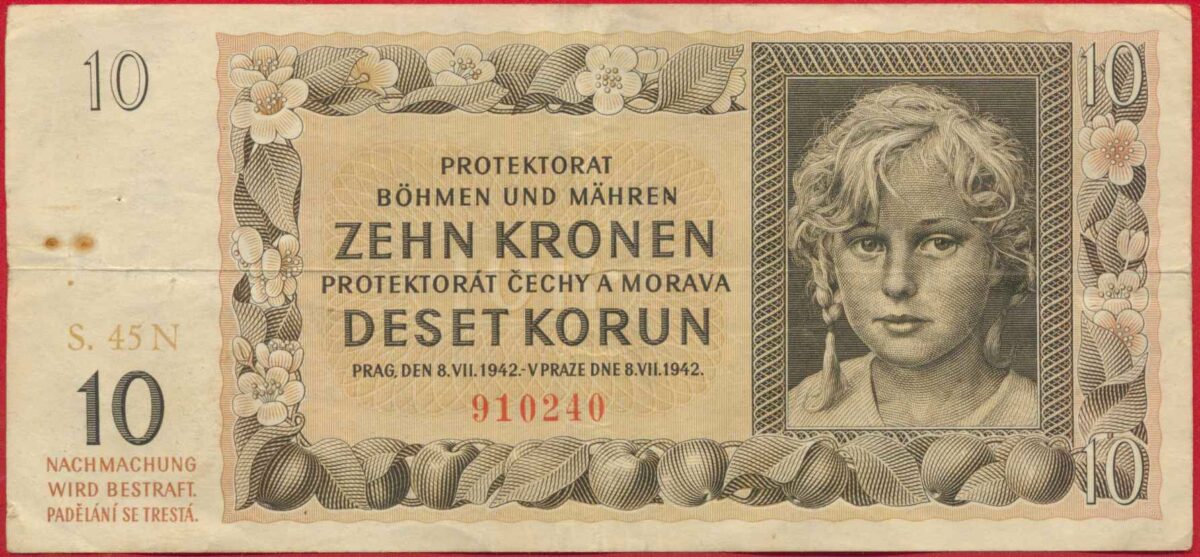 10
10
PROTEKTORAT
BÖHMEN UND MÄHREN
ZEHN KRONEN
PROTEKTORÁT ČECHY A MORAVA
DESET KORUN
PRAG, DEN 8.VII.1942.-V PRAZE DNE 8.VII.1942.
910240
S. 45 N
10
NACHMACHUNG
WIRD BESTRAFT.
PADĚLÁNÍ SE TRESTÁ.
10